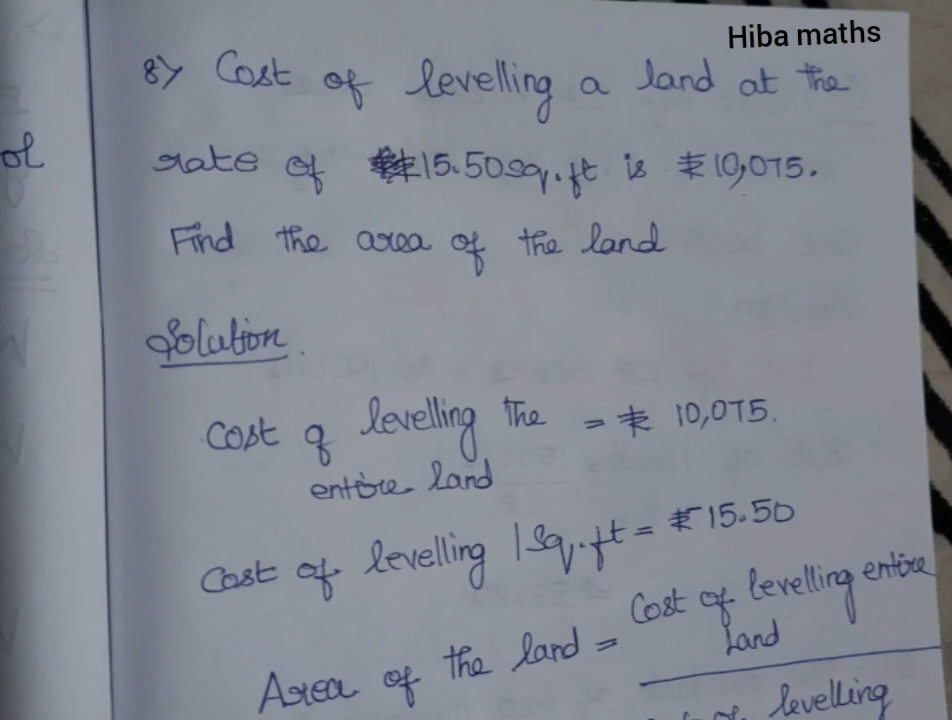 Hiba maths
8) Cost of levelling a land at the
ol
rate of ₹15.50sq.ft is ₹10,075.
Find the area of the land
Solution.
Cost of levelling the = ₹ 10,075.
entire land
Cost of levelling 1 Sq.ft = ₹ 15.50
Area of the land = Cost of levelling entire
land
levelling